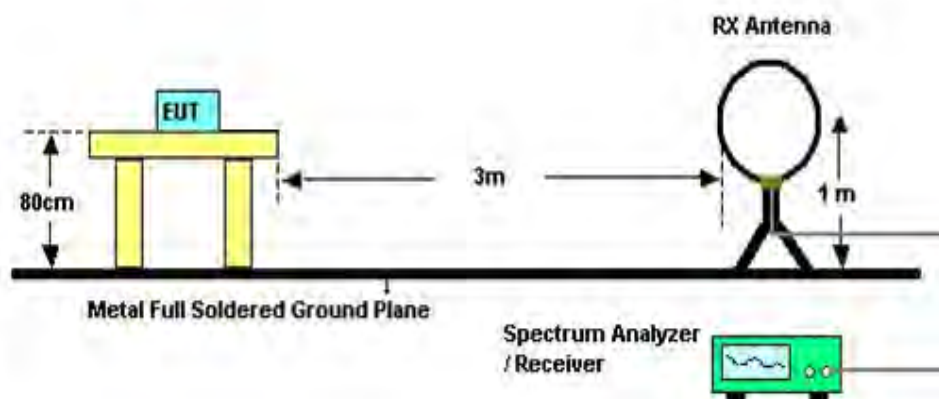 RX Antenna
EUT
80cm
3m
1 m
Metal Full Soldered Ground Plane
Spectrum Analyzer
/ Receiver